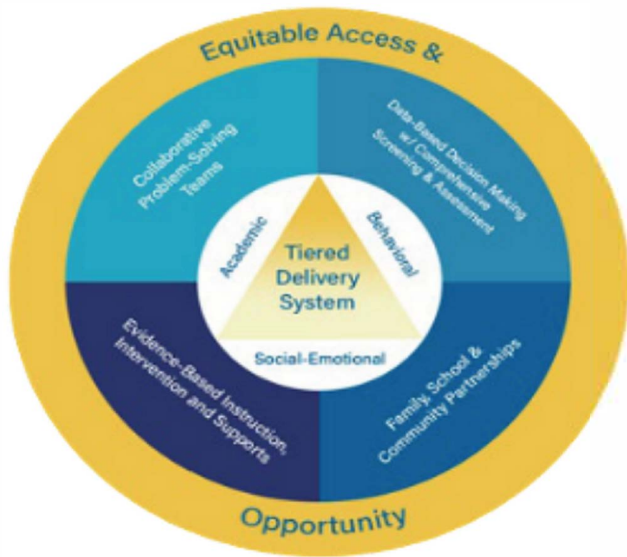 Equitable Access &
Collaborative
Problem-Solving
Teams
Data-Based Decision Making
w/ Comprehensive
Screening & Assessment
Academic
Behavioral
Tiered
Delivery
System
Social-Emotional
Evidence-Based Instruction,
Intervention and Supports
Family, School &
Community Partnerships
Opportunity